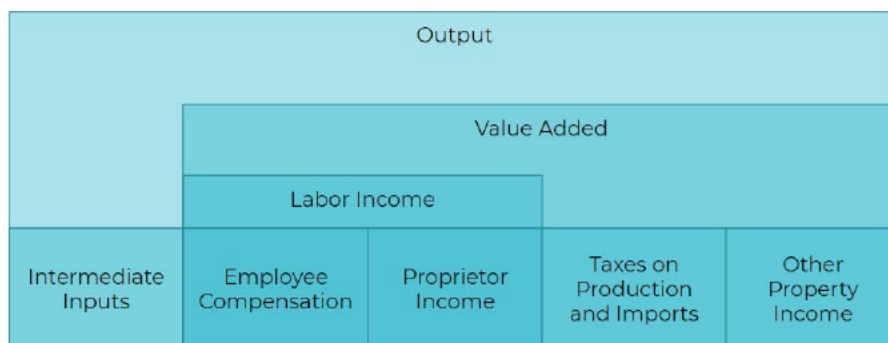 Output
Value Added
Labor Income
Intermediate
Inputs
Employee
Compensation
Proprietor
Income
Taxes on
Production
and Imports
Other
Property
Income